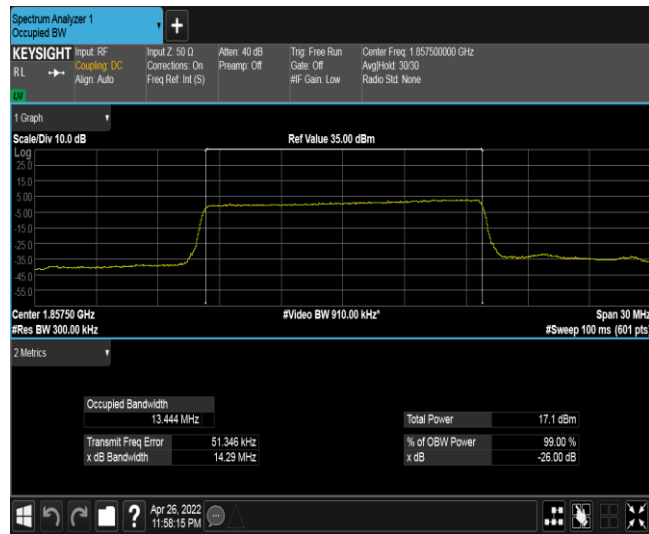 Spectrum Analyzer 1
Occupied BW
+
KEYSIGHT
RL
Input: RF
Coupling: DC
Align: Auto
Input Z: 50 Ω
Corrections: On
Freq Ref: Int (S)
Atten: 40 dB
Preamp: Off
Trig: Free Run
Gate: Off
#IF Gain: Low
Center Freq: 1.857500000 GHz
Avg|Hold: 30/30
Radio Std: None
1 Graph
Scale/Div 10.0 dB
Ref Value 35.00 dBm
Log
25.0
15.0
5.00
-5.00
-15.0
-25.0
-35.0
-45.0
-55.0
Center 1.85750 GHz
#Video BW 910.00 kHz*
Span 30 MHz
#Res BW 300.00 kHz
#Sweep 100 ms (601 pts)
2 Metrics
Occupied Bandwidth
13.444 MHz
Total Power 17.1 dBm
Transmit Freq Error 51.346 kHz
% of OBW Power 99.00 %
x dB Bandwidth 14.29 MHz
x dB -26.00 dB
?
Apr 26, 2022
11:58:15 PM